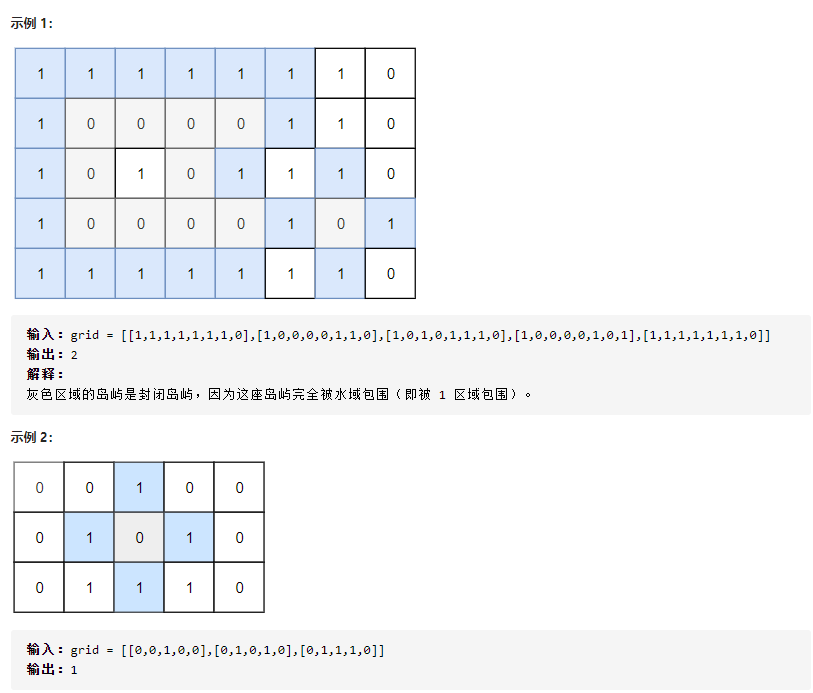 示例 1：
1 1 1 1 1 1 1 0
1 0 0 0 0 1 1 0
1 0 1 0 1 1 1 0
1 0 0 0 0 1 0 1
1 1 1 1 1 1 1 0
输入：grid = [[1,1,1,1,1,1,1,0],[1,0,0,0,0,1,1,0],[1,0,1,0,1,1,1,0],[1,0,0,0,0,1,0,1],[1,1,1,1,1,1,1,0]]
输出：2
解释：
灰色区域的岛屿是封闭岛屿，因为这座岛屿完全被水域包围（即被 1 区域包围）。
示例 2：
0 0 1 0 0
0 1 0 1 0
0 1 1 1 0
输入：grid = [[0,0,1,0,0],[0,1,0,1,0],[0,1,1,1,0]]
输出：1